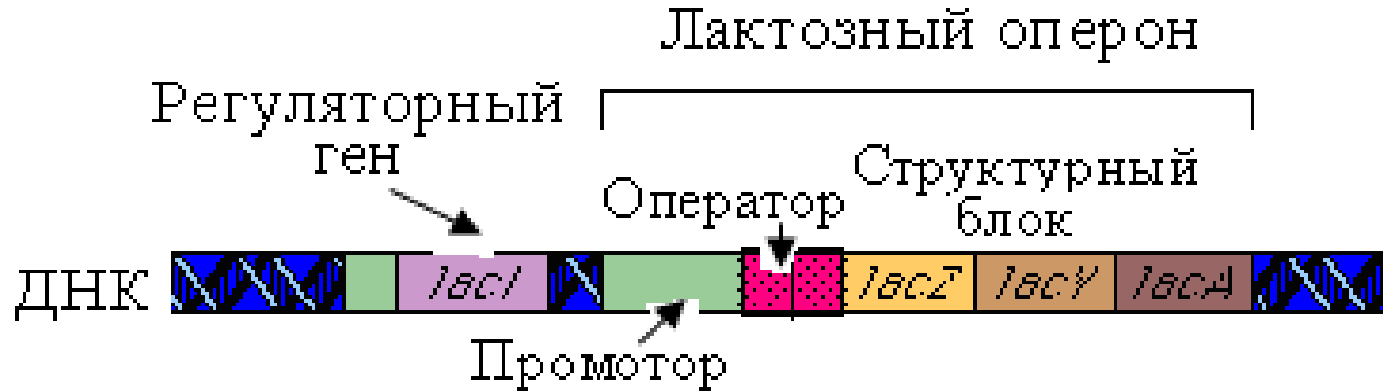 Лактозный оперон
Регуляторный
ген
Оператор
Структурный
блок
ДНК
lacI
lacZ
lacY
lacA
Промотор